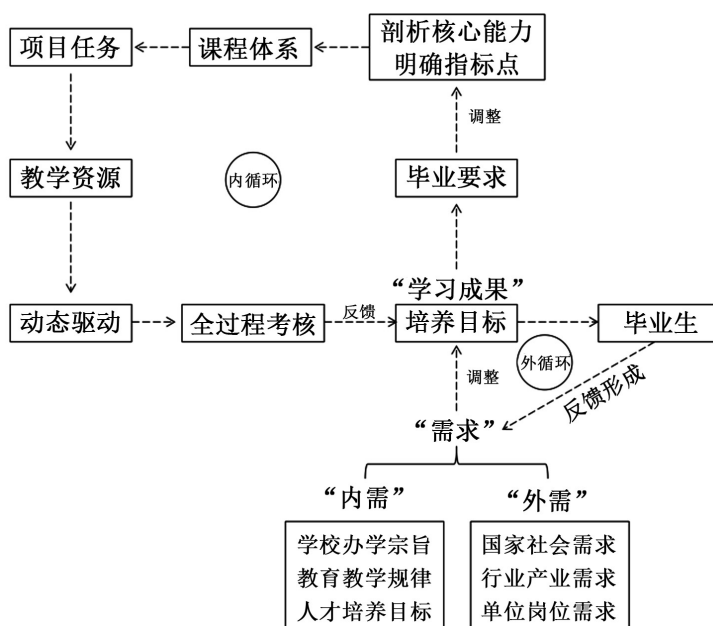 项目任务
课程体系
剖析核心能力
明确指标点
调整
教学资源
内循环
毕业要求
“学习成果”
动态驱动
全过程考核
反馈
培养目标
毕业生
外循环
调整
反馈形成
“需求”
“内需”
“外需”
学校办学宗旨
教育教学规律
人才培养目标
国家社会需求
行业产业需求
单位岗位需求